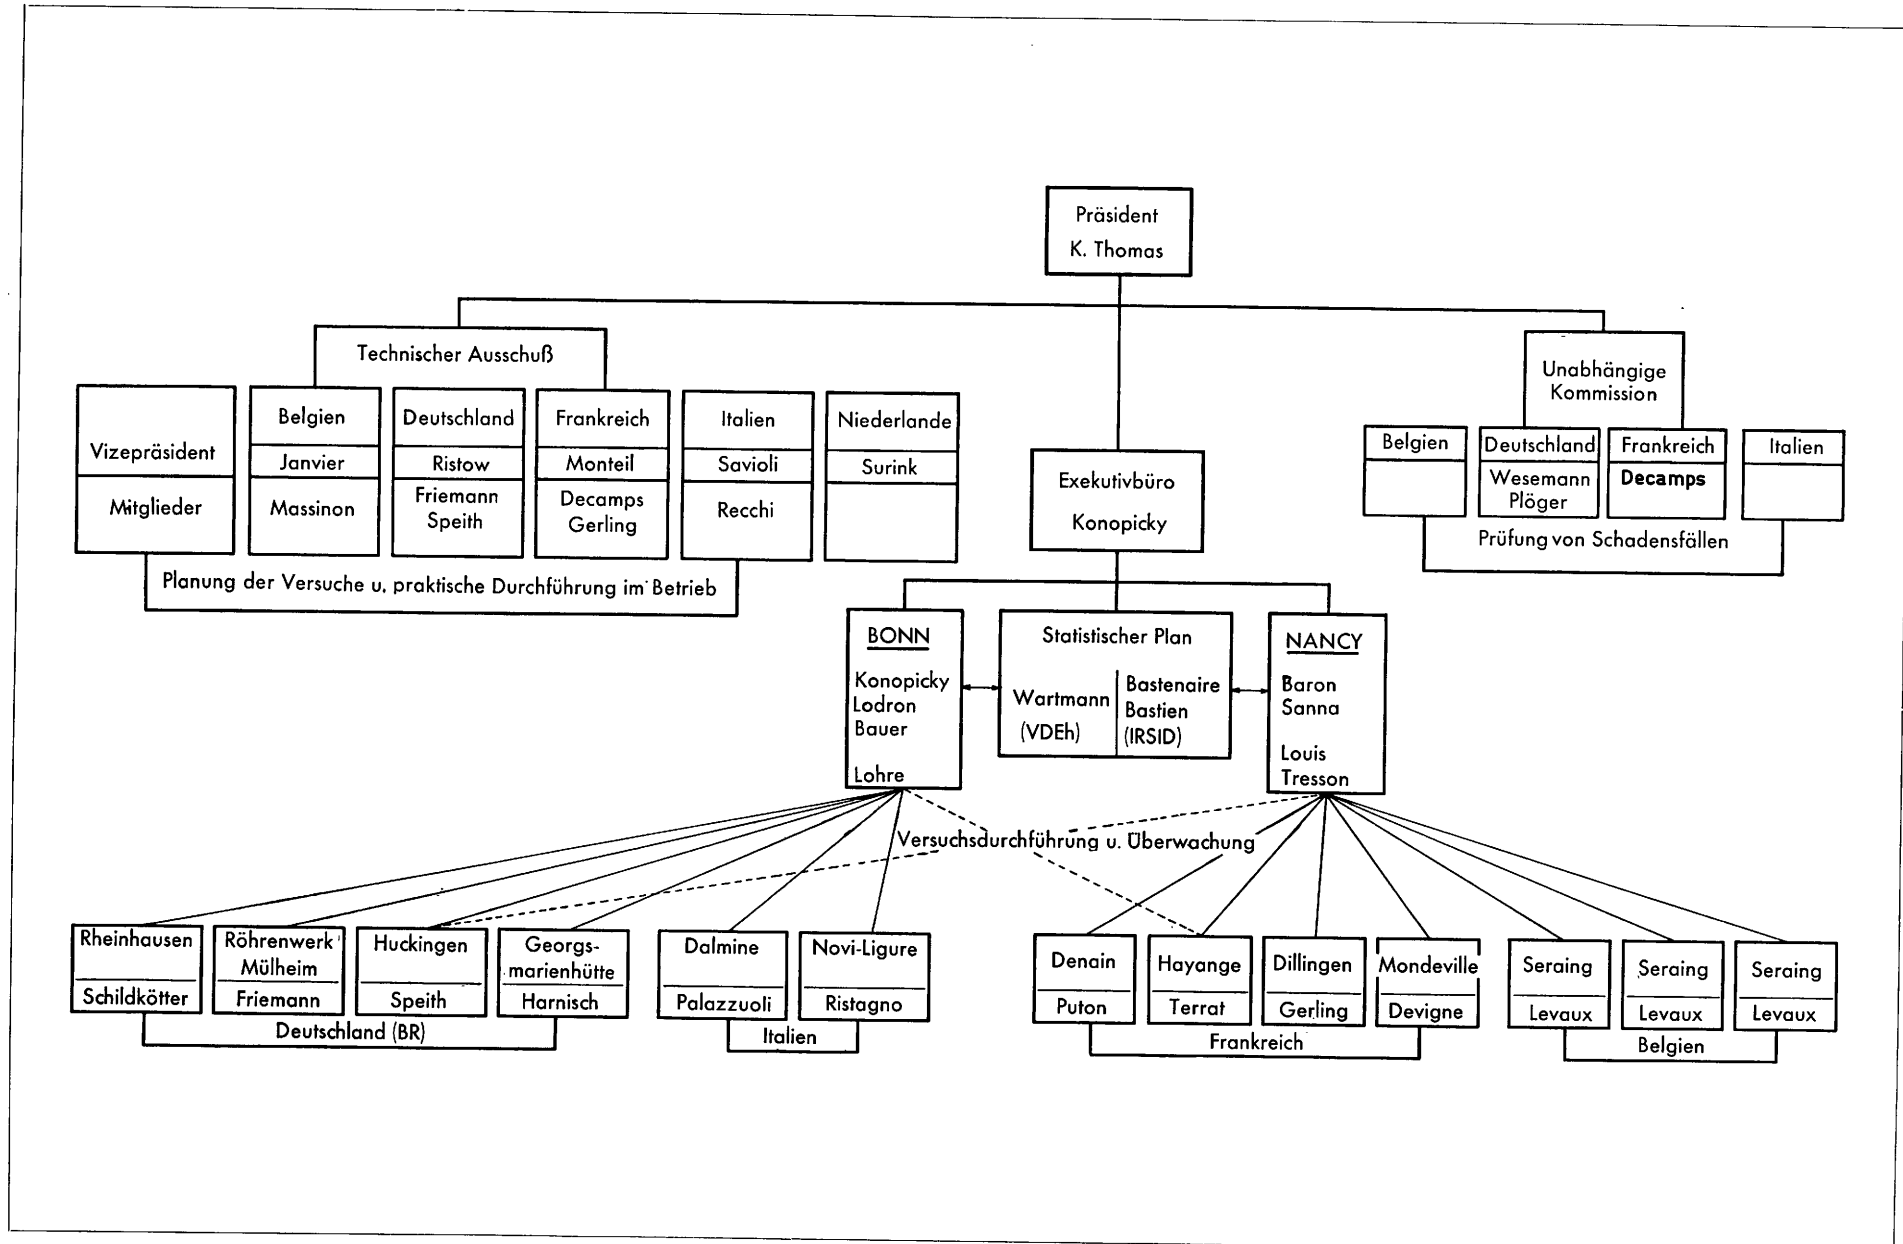 Präsident
K. Thomas
Technischer Ausschuß
Vizepräsident
Mitglieder
Belgien
Janvier
Massinon
Deutschland
Ristow
Friemann
Speith
Frankreich
Monteil
Decamps
Gerling
Italien
Savioli
Recchi
Niederlande
Surink
Planung der Versuche u. praktische Durchführung im Betrieb
Exekutivbüro
Konopicky
Unabhängige
Kommission
Belgien
Deutschland
Wesemann
Plöger
Frankreich
Decamps
Italien
Prüfung von Schadensfällen
BONN
Konopicky
Lodron
Bauer
Lohre
Statistischer Plan
Wartmann
(VDEh)
Bastenaire
Bastien
(IRSID)
NANCY
Baron
Sanna
Louis
Tresson
Versuchsdurchführung u. Überwachung
Rheinhausen
Schildkötter
Röhrenwerk
Mülheim
Friemann
Huckingen
Speith
Georgs-
marienhütte
Harnisch
Deutschland (BR)
Dalmine
Palazzuoli
Novi-Ligure
Ristagno
Italien
Denain
Puton
Hayange
Terrat
Dillingen
Gerling
Mondeville
Devigne
Frankreich
Seraing
Levaux
Seraing
Levaux
Seraing
Levaux
Belgien